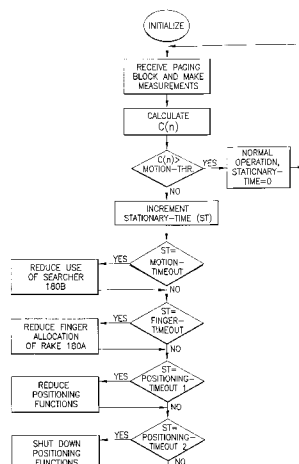 INITIALIZE
RECEIVE PAGING
BLOCK AND MAKE
MEASUREMENTS
CALCULATE
C(n)
C(n)>
MOTION-THR.
YES
NORMAL
OPERATION,
STATIONARY-
TIME=0
NO
INCREMENT
STATIONARY-TIME (ST)
ST=
MOTION-
TIMEOUT
YES
REDUCE USE
OF SEARCHER
180B
NO
ST=
FINGER-
TIMEOUT
YES
REDUCE FINGER
ALLOCATION
OF RAKE 180A
NO
ST=
POSITIONING-
TIMEOUT 1
YES
REDUCE
POSITIONING
FUNCTIONS
NO
ST=
POSITIONING-
TIMEOUT 2
YES
SHUT DOWN
POSITIONING
FUNCTIONS
NO